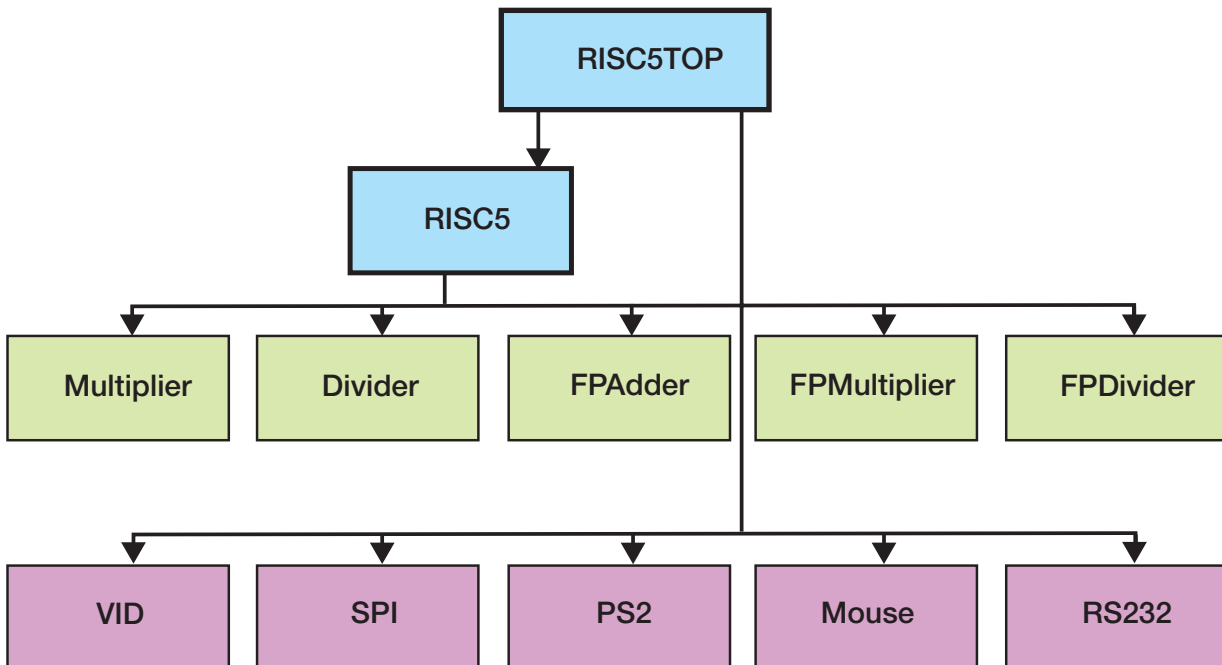 RISC5TOP
RISC5
Multiplier
Divider
FPAdder
FPMultiplier
FPDivider
VID
SPI
PS2
Mouse
RS232